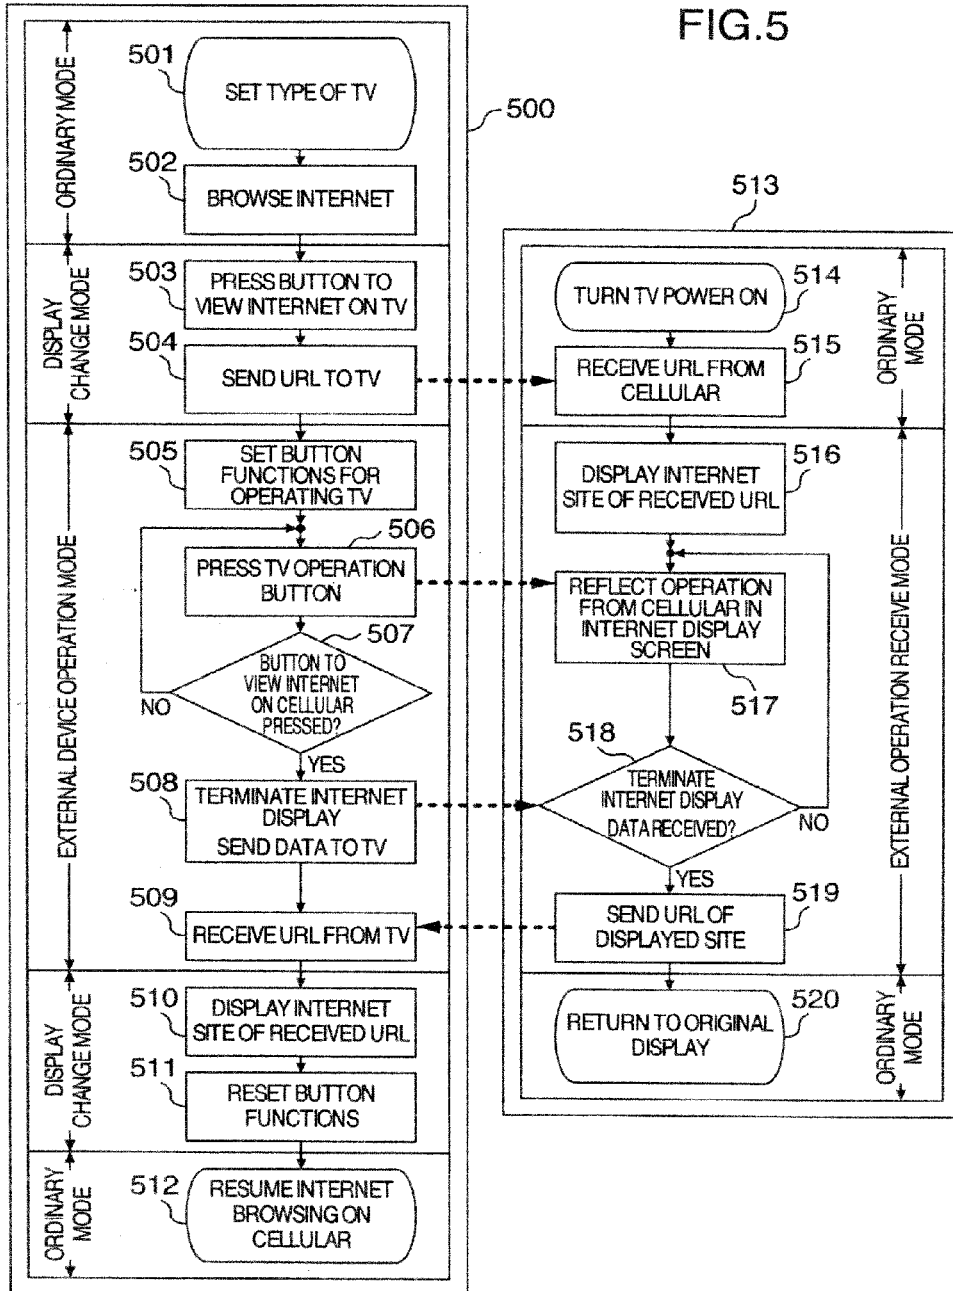 FIG.5
500
ORDINARY MODE
501
SET TYPE OF TV
502
BROWSE INTERNET
DISPLAY
CHANGE MODE
503
PRESS BUTTON TO
VIEW INTERNET ON TV
504
SEND URL TO TV
EXTERNAL DEVICE OPERATION MODE
505
SET BUTTON
FUNCTIONS FOR
OPERATING TV
506
PRESS TV OPERATION
BUTTON
507
BUTTON TO
VIEW INTERNET
ON CELLULAR
PRESSED?
NO
YES
508
TERMINATE INTERNET
DISPLAY
SEND DATA TO TV
509
RECEIVE URL FROM TV
DISPLAY
CHANGE MODE
510
DISPLAY INTERNET
SITE OF RECEIVED URL
511
RESET BUTTON
FUNCTIONS
ORDINARY
MODE
512
RESUME INTERNET
BROWSING ON
CELLULAR
513
ORDINARY
MODE
TURN TV POWER ON
514
RECEIVE URL FROM
CELLULAR
515
EXTERNAL OPERATION RECEIVE MODE
DISPLAY INTERNET
SITE OF RECEIVED URL
516
REFLECT OPERATION
FROM CELLULAR IN
INTERNET DISPLAY
SCREEN
517
518
TERMINATE
INTERNET DISPLAY
DATA RECEIVED?
NO
YES
SEND URL OF
DISPLAYED SITE
519
ORDINARY
MODE
RETURN TO ORIGINAL
DISPLAY
520